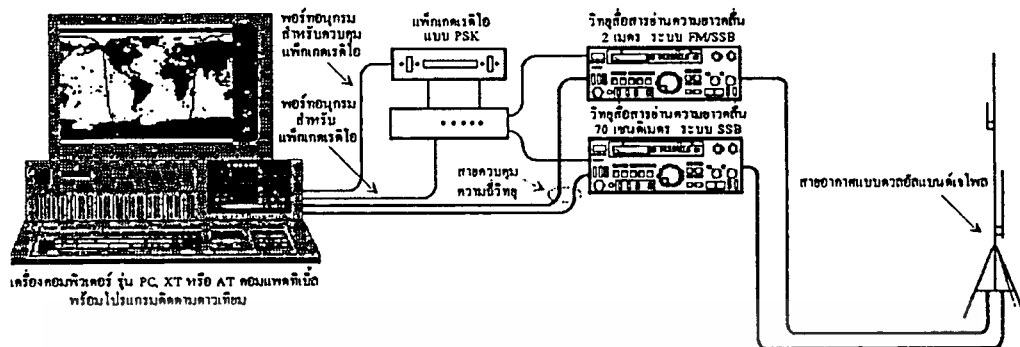 พอร์ทอนุกรม
สำหรับควบคุม
แพ็กเกตเรดิโอ
แพ็กเกตเรดิโอ
แบบ PSK
วิทยุสื่อสารย่านความยาวคลื่น
2 เมตร ระบบ FM/SSB
พอร์ทอนุกรม
สำหรับ
แพ็กเกตเรดิโอ
วิทยุสื่อสารย่านความยาวคลื่น
70 เซนติเมตร ระบบ SSB
สายควบคุม
ความถี่วิทยุ
สายอากาศแบบดวลยัลแบนด์เจโพล
เครื่องคอมพิวเตอร์ รุ่น PC, XT หรือ AT คอมแพตทิเบิ้ล
พร้อมโปรแกรมติดตามดาวเทียม